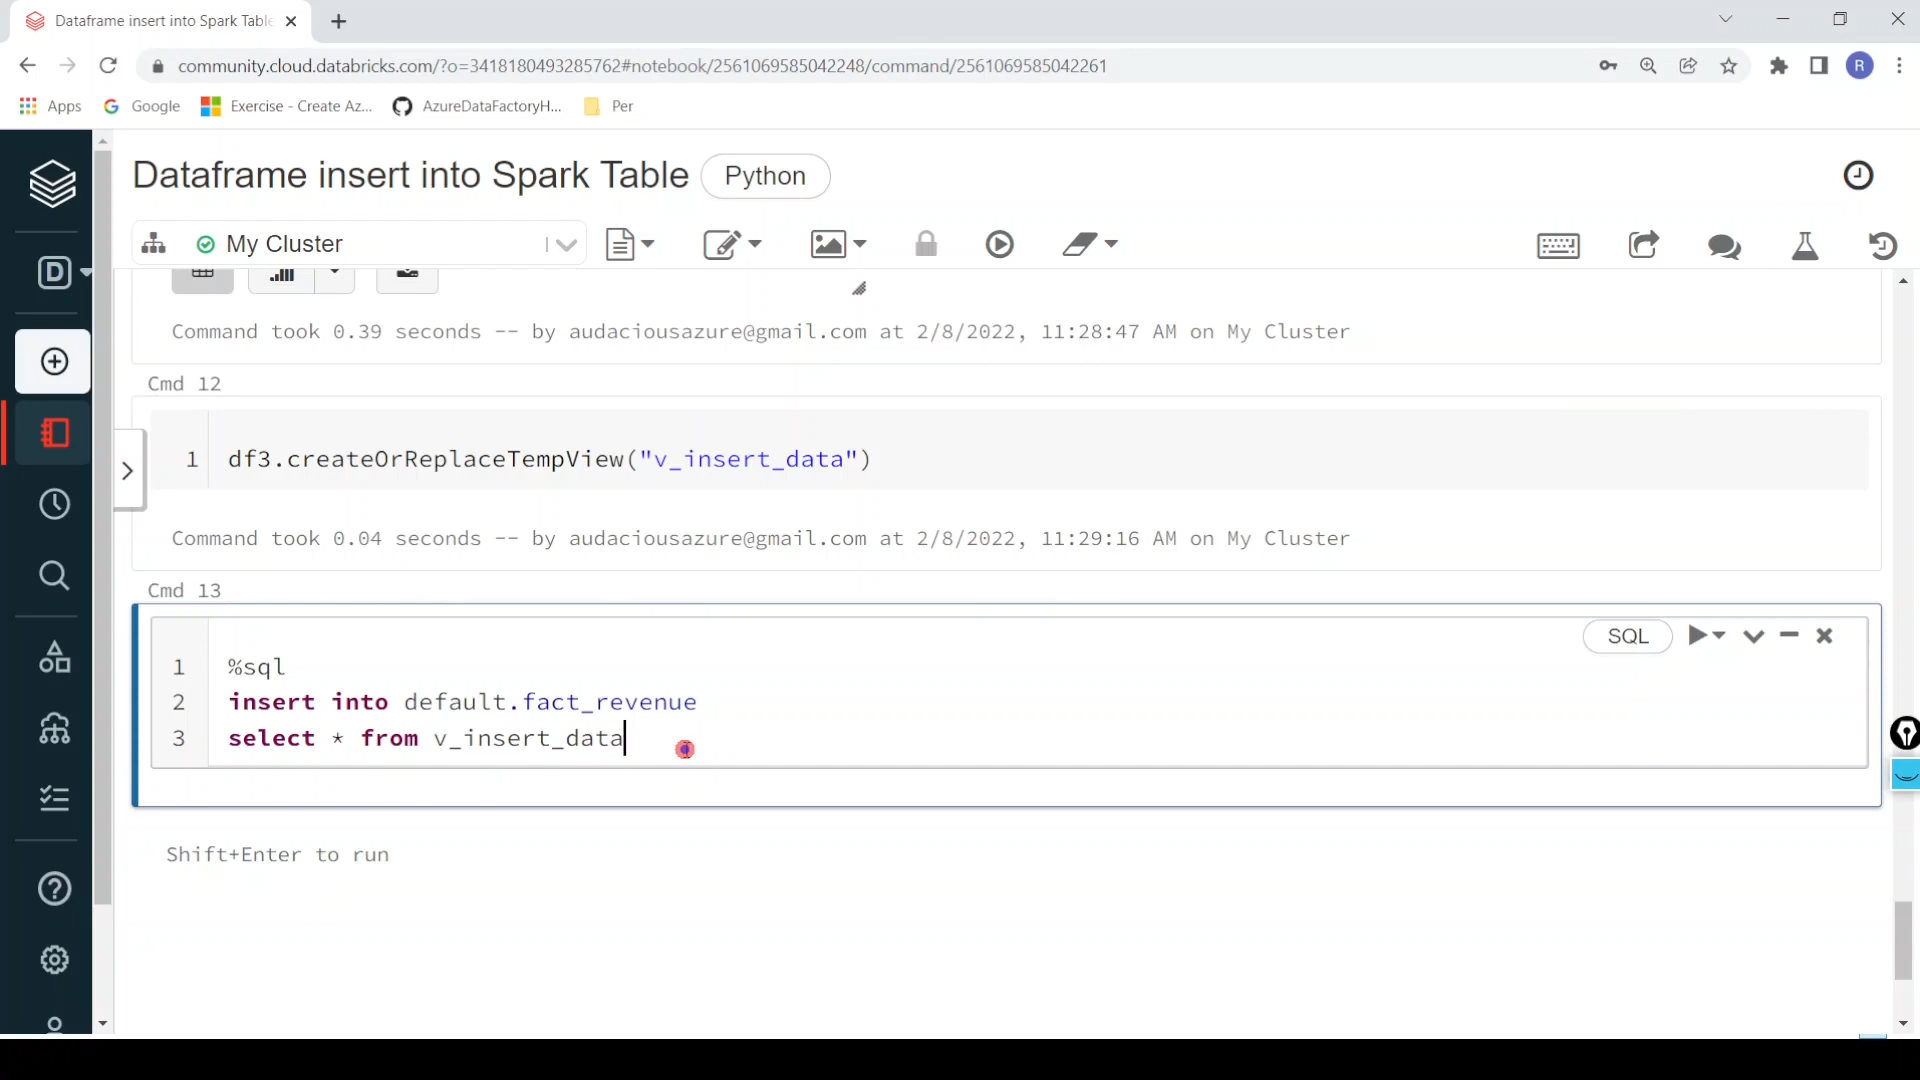 Dataframe insert into Spark Table
community.cloud.databricks.com/?o=3418180493285762#notebook/2561069585042248/command/2561069585042261
R
Apps
Google
Exercise - Create Az...
AzureDataFactoryH...
Per
Dataframe insert into Spark Table
Python
D
My Cluster
Command took 0.39 seconds -- by audaciousazure@gmail.com at 2/8/2022, 11:28:47 AM on My Cluster
Cmd 12
1 df3.createOrReplaceTempView("v_insert_data")
Command took 0.04 seconds -- by audaciousazure@gmail.com at 2/8/2022, 11:29:16 AM on My Cluster
Cmd 13
SQL
1 %sql
2 insert into default.fact_revenue
3 select * from v_insert_data
Shift+Enter to run